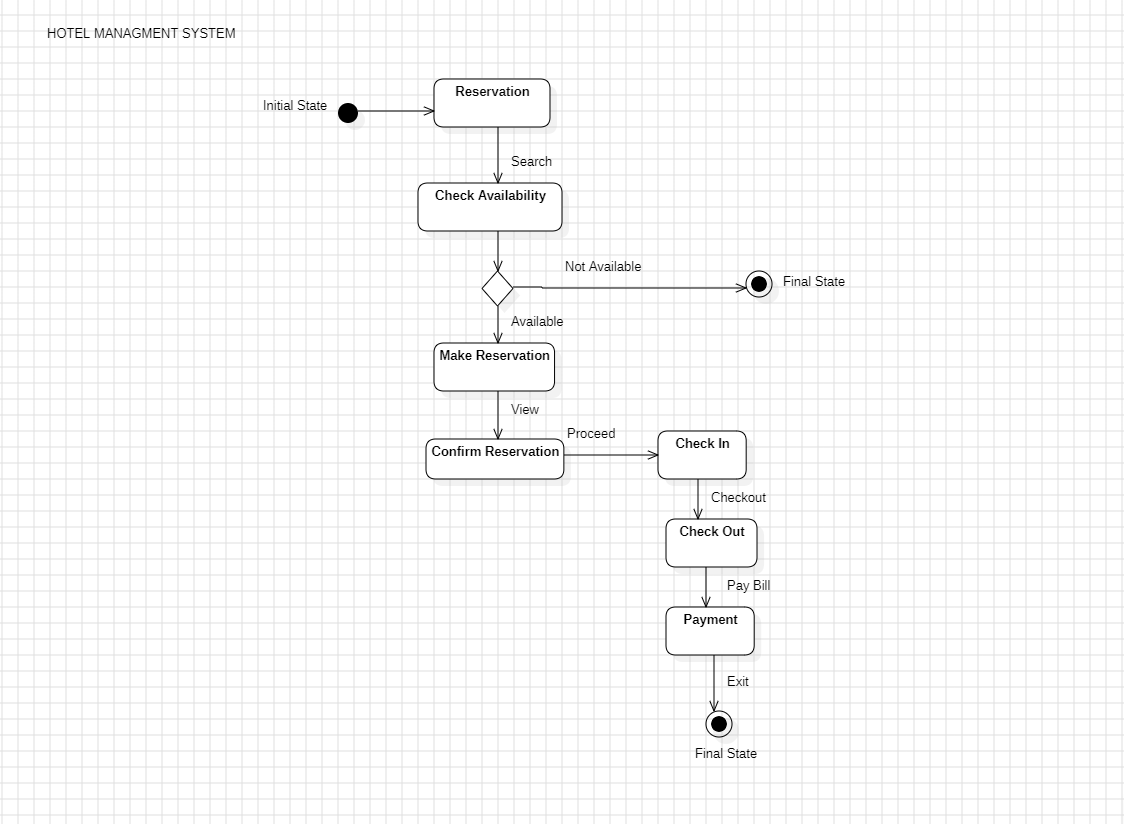 HOTEL MANAGMENT SYSTEM
Reservation
Initial State
Search
Check Availability
Not Available
Final State
Available
Make Reservation
View
Proceed
Confirm Reservation
Check In
Checkout
Check Out
Pay Bill
Payment
Exit
Final State